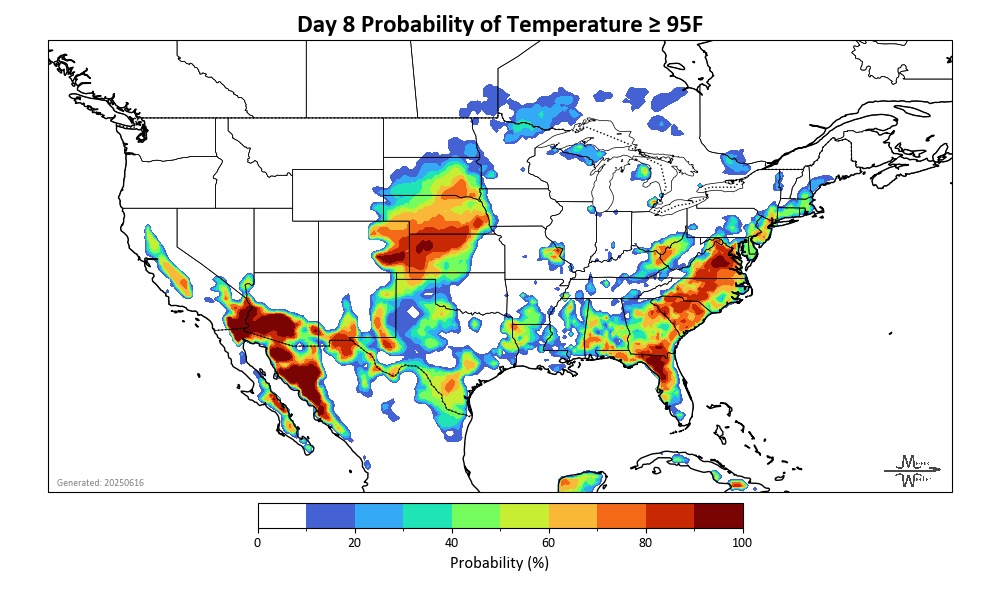 Day 8 Probability of Temperature ≥ 95F
Generated: 20250616
0 20 40 60 80 100
Probability (%)